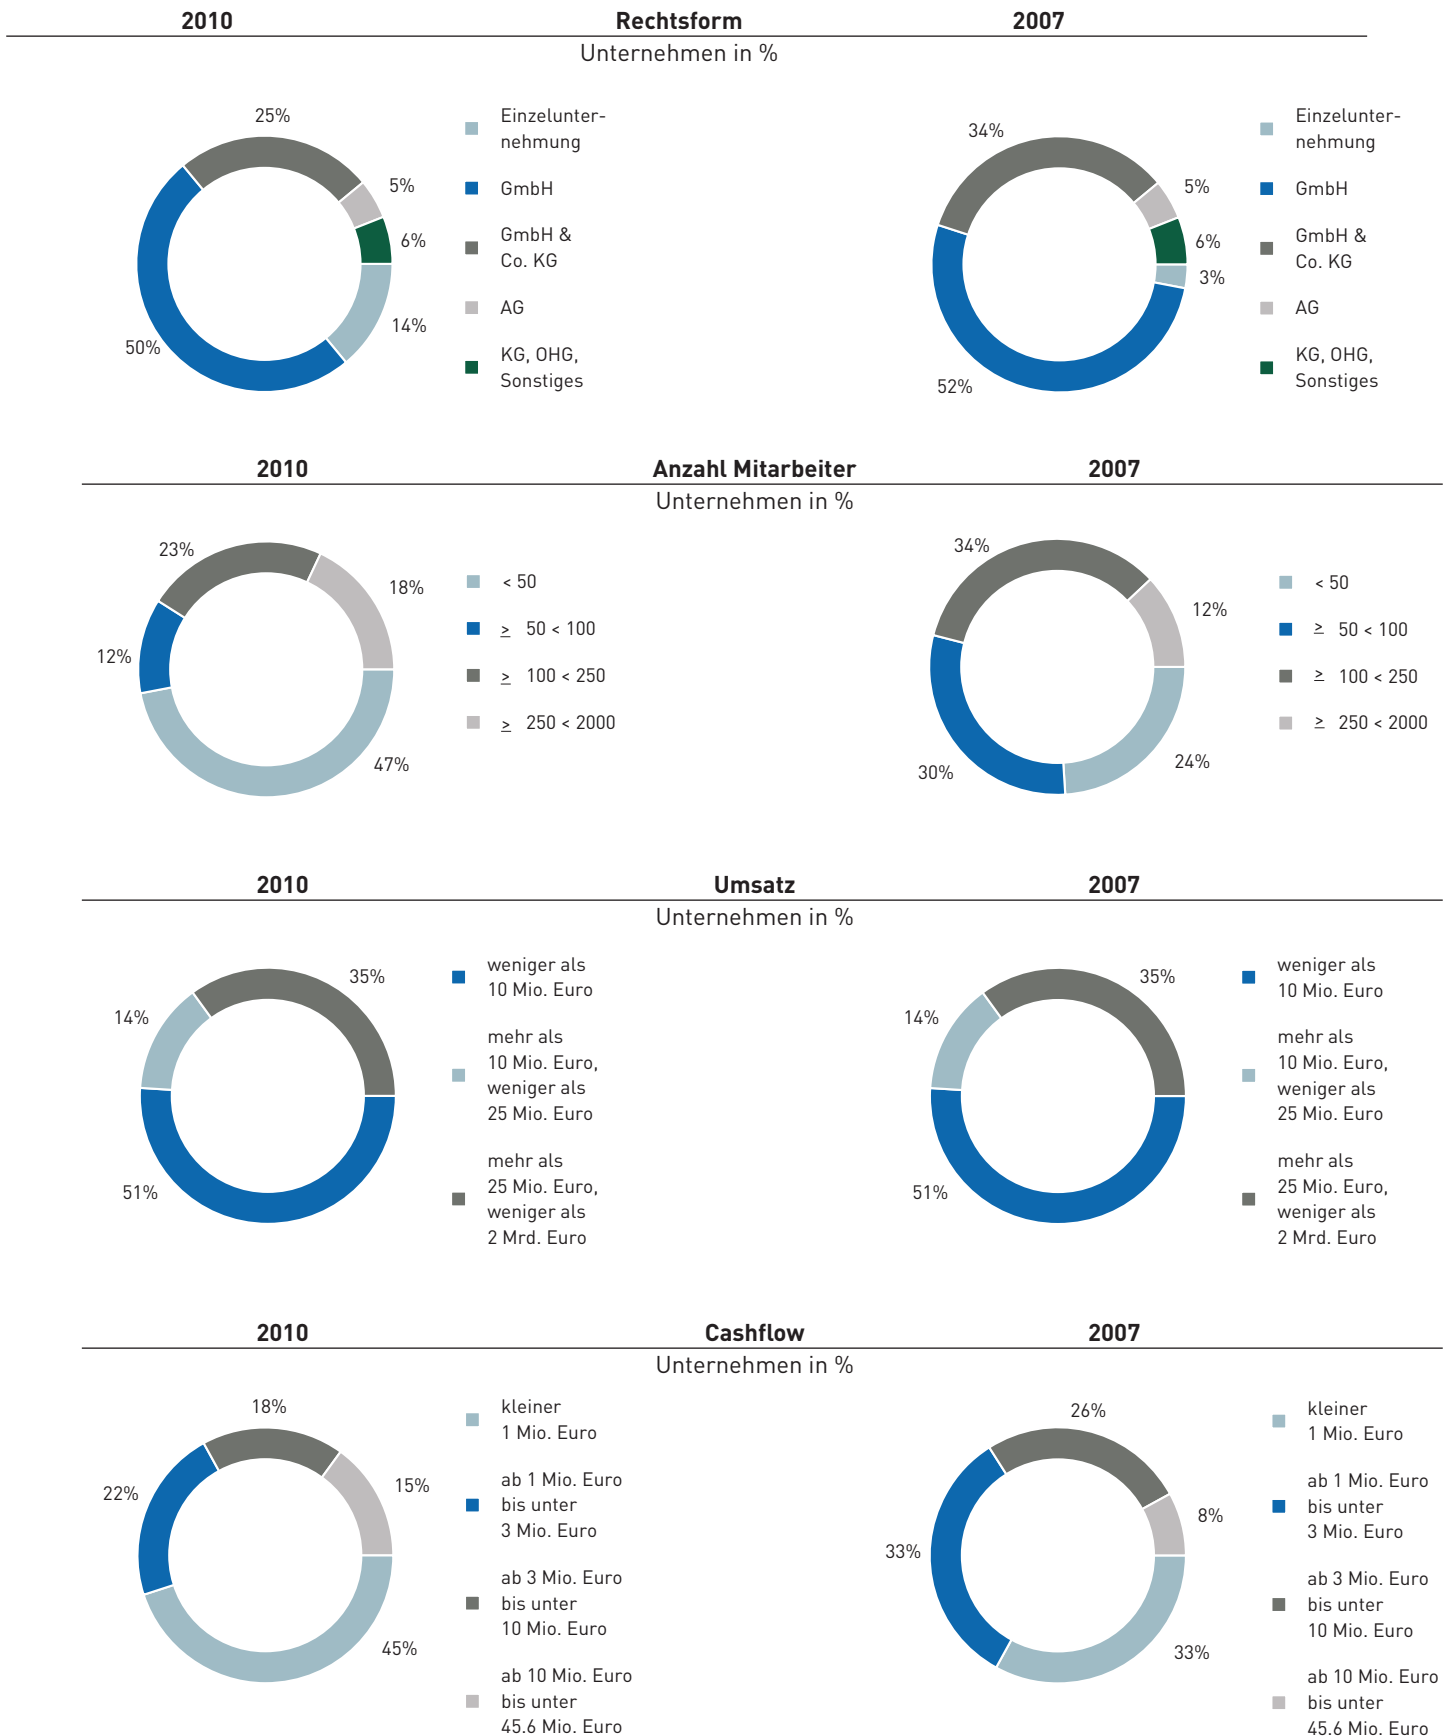 2010 Rechtsform 2007
Unternehmen in %
25%
5%
6%
14%
50%
Einzelunter-
nehmung
GmbH
GmbH &
Co. KG
AG
KG, OHG,
Sonstiges
34%
5%
6%
3%
52%
Einzelunter-
nehmung
GmbH
GmbH &
Co. KG
AG
KG, OHG,
Sonstiges
2010 Anzahl Mitarbeiter 2007
Unternehmen in %
23%
18%
12%
47%
< 50
≥ 50 < 100
≥ 100 < 250
≥ 250 < 2000
34%
12%
30%
24%
< 50
≥ 50 < 100
≥ 100 < 250
≥ 250 < 2000
2010 Umsatz 2007
Unternehmen in %
35%
14%
51%
weniger als
10 Mio. Euro
mehr als
10 Mio. Euro,
weniger als
25 Mio. Euro
mehr als
25 Mio. Euro,
weniger als
2 Mrd. Euro
35%
14%
51%
weniger als
10 Mio. Euro
mehr als
10 Mio. Euro,
weniger als
25 Mio. Euro
mehr als
25 Mio. Euro,
weniger als
2 Mrd. Euro
2010 Cashflow 2007
Unternehmen in %
18%
15%
22%
45%
kleiner
1 Mio. Euro
ab 1 Mio. Euro
bis unter
3 Mio. Euro
ab 3 Mio. Euro
bis unter
10 Mio. Euro
ab 10 Mio. Euro
bis unter
45.6 Mio. Euro
26%
8%
33%
33%
kleiner
1 Mio. Euro
ab 1 Mio. Euro
bis unter
3 Mio. Euro
ab 3 Mio. Euro
bis unter
10 Mio. Euro
ab 10 Mio. Euro
bis unter
45.6 Mio. Euro